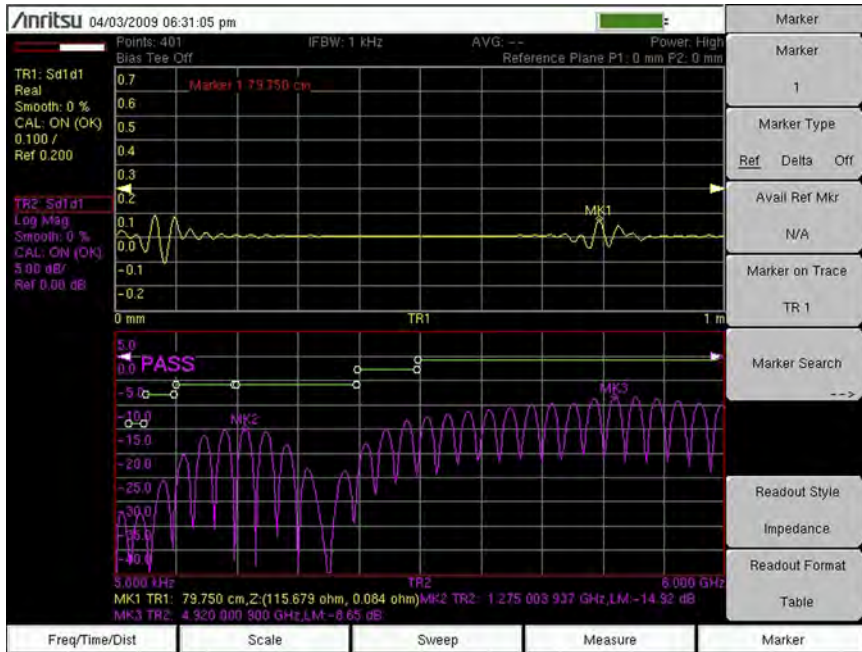 /Inritsu 04/03/2009 06:31:05 pm
Marker
Points: 401 IFBW: 1 kHz AVG: -- Power: High
Bias Tee Off Reference Plane P1: 0 mm P2: 0 mm
TR1: Sd1d1
Real
Smooth: 0 %
CAL: ON (OK)
0.100 /
Ref 0.200
TR2: Sd1d1
Log Mag
Smooth: 0 %
CAL: ON (OK)
5.00 dB/
Ref 0.00 dB
Marker 1 79.750 cm
0.7
0.6
0.5
0.4
0.3
0.2
0.1
0.0
-0.1
-0.2
MK1
0 mm TR1 1 m
PASS
5.0
0.0
-5.0
-10.0
-15.0
-20.0
-25.0
-30.0
-35.0
-40.0
MK2
MK3
5.000 kHz TR2 6.000 GHz
MK1 TR1: 79.750 cm,Z:(115.679 ohm, 0.084 ohm)MK2 TR2: 1.275 003 937 GHz,LM:-14.92 dB
MK3 TR2: 4.920 000 900 GHz,LM:-8.65 dB
Marker
1
Marker Type
Ref Delta Off
Avail Ref Mkr
N/A
Marker on Trace
TR 1
Marker Search
-->
Readout Style
Impedance
Readout Format
Table
Freq/Time/Dist Scale Sweep Measure Marker